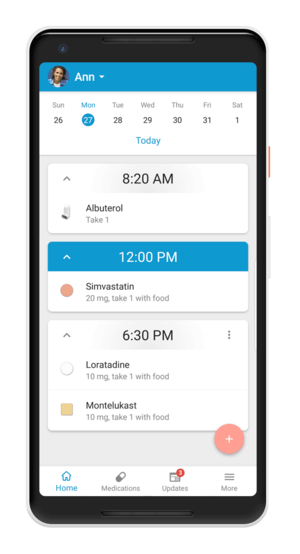 Ann
Sun Mon Tue Wed Thu Fri Sat
26 27 28 29 30 31 1
Today
8:20 AM
Albuterol
Take 1
12:00 PM
Simvastatin
20 mg, take 1 with food
6:30 PM
Loratadine
10 mg, take 1 with food
Montelukast
10 mg, take 1 with food
+
3
Home Medications Updates More